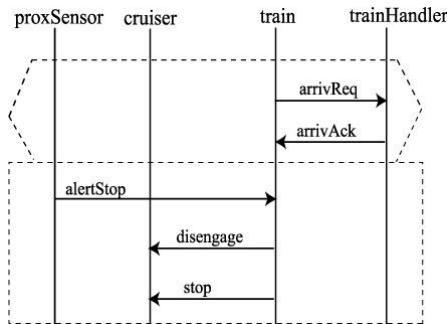 proxSensor cruiser train trainHandler
arrivReq
arrivAck
alertStop
disengage
stop